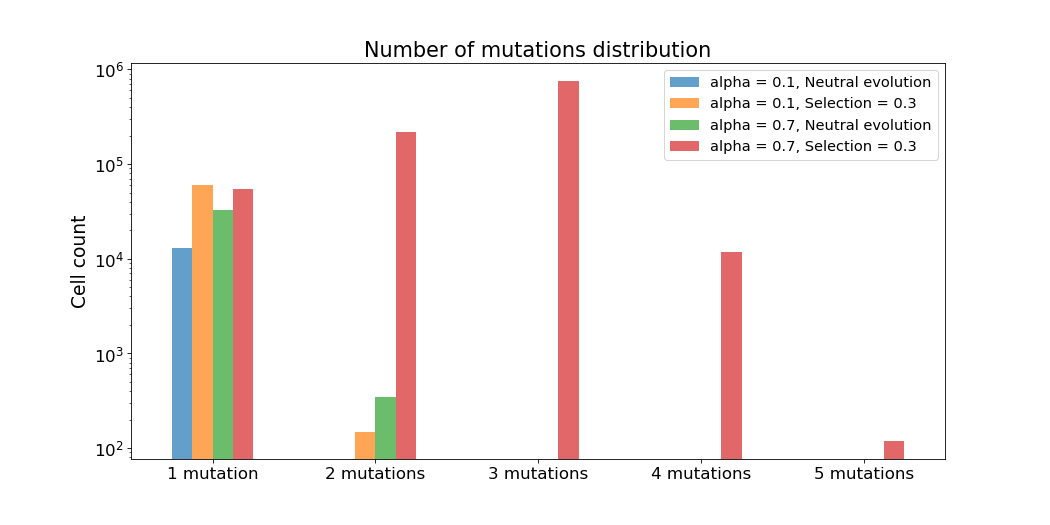 Number of mutations distribution
10^6
10^5
10^4
10^3
10^2
Cell count
alpha = 0.1, Neutral evolution
alpha = 0.1, Selection = 0.3
alpha = 0.7, Neutral evolution
alpha = 0.7, Selection = 0.3
1 mutation
2 mutations
3 mutations
4 mutations
5 mutations